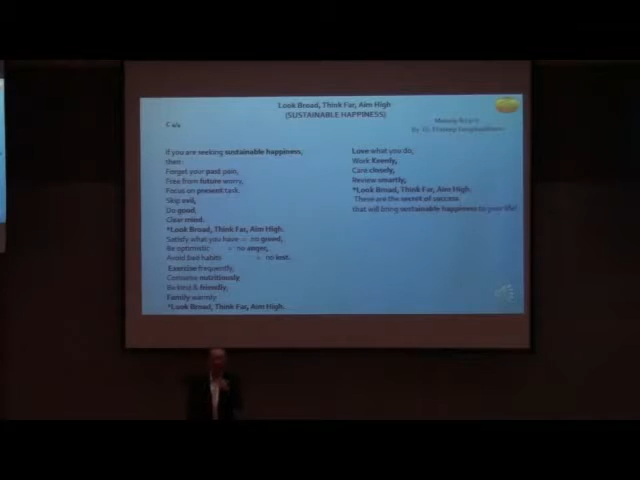 Look Broad, Think Far, Aim High
(SUSTAINABLE HAPPINESS)
C 4/4
If you are seeking sustainable happiness,
then:
Forget your past pain,
Free from future worry,
Focus on present task.
Skip evil,
Do good,
Clear mind.
*Look Broad, Think Far, Aim High.
Satisfy what you have = no greed,
Be optimistic = no anger,
Avoid bad habits = no lost.
Exercise frequently,
Consume nutritiously
Be kind & friendly,
Family warmly
*Look Broad, Think Far, Aim High.
Love what you do,
Work Keenly,
Care closely,
Review smartly,
*Look Broad, Think Far, Aim High.
These are the secret of success
that will bring sustainable happiness to your life!